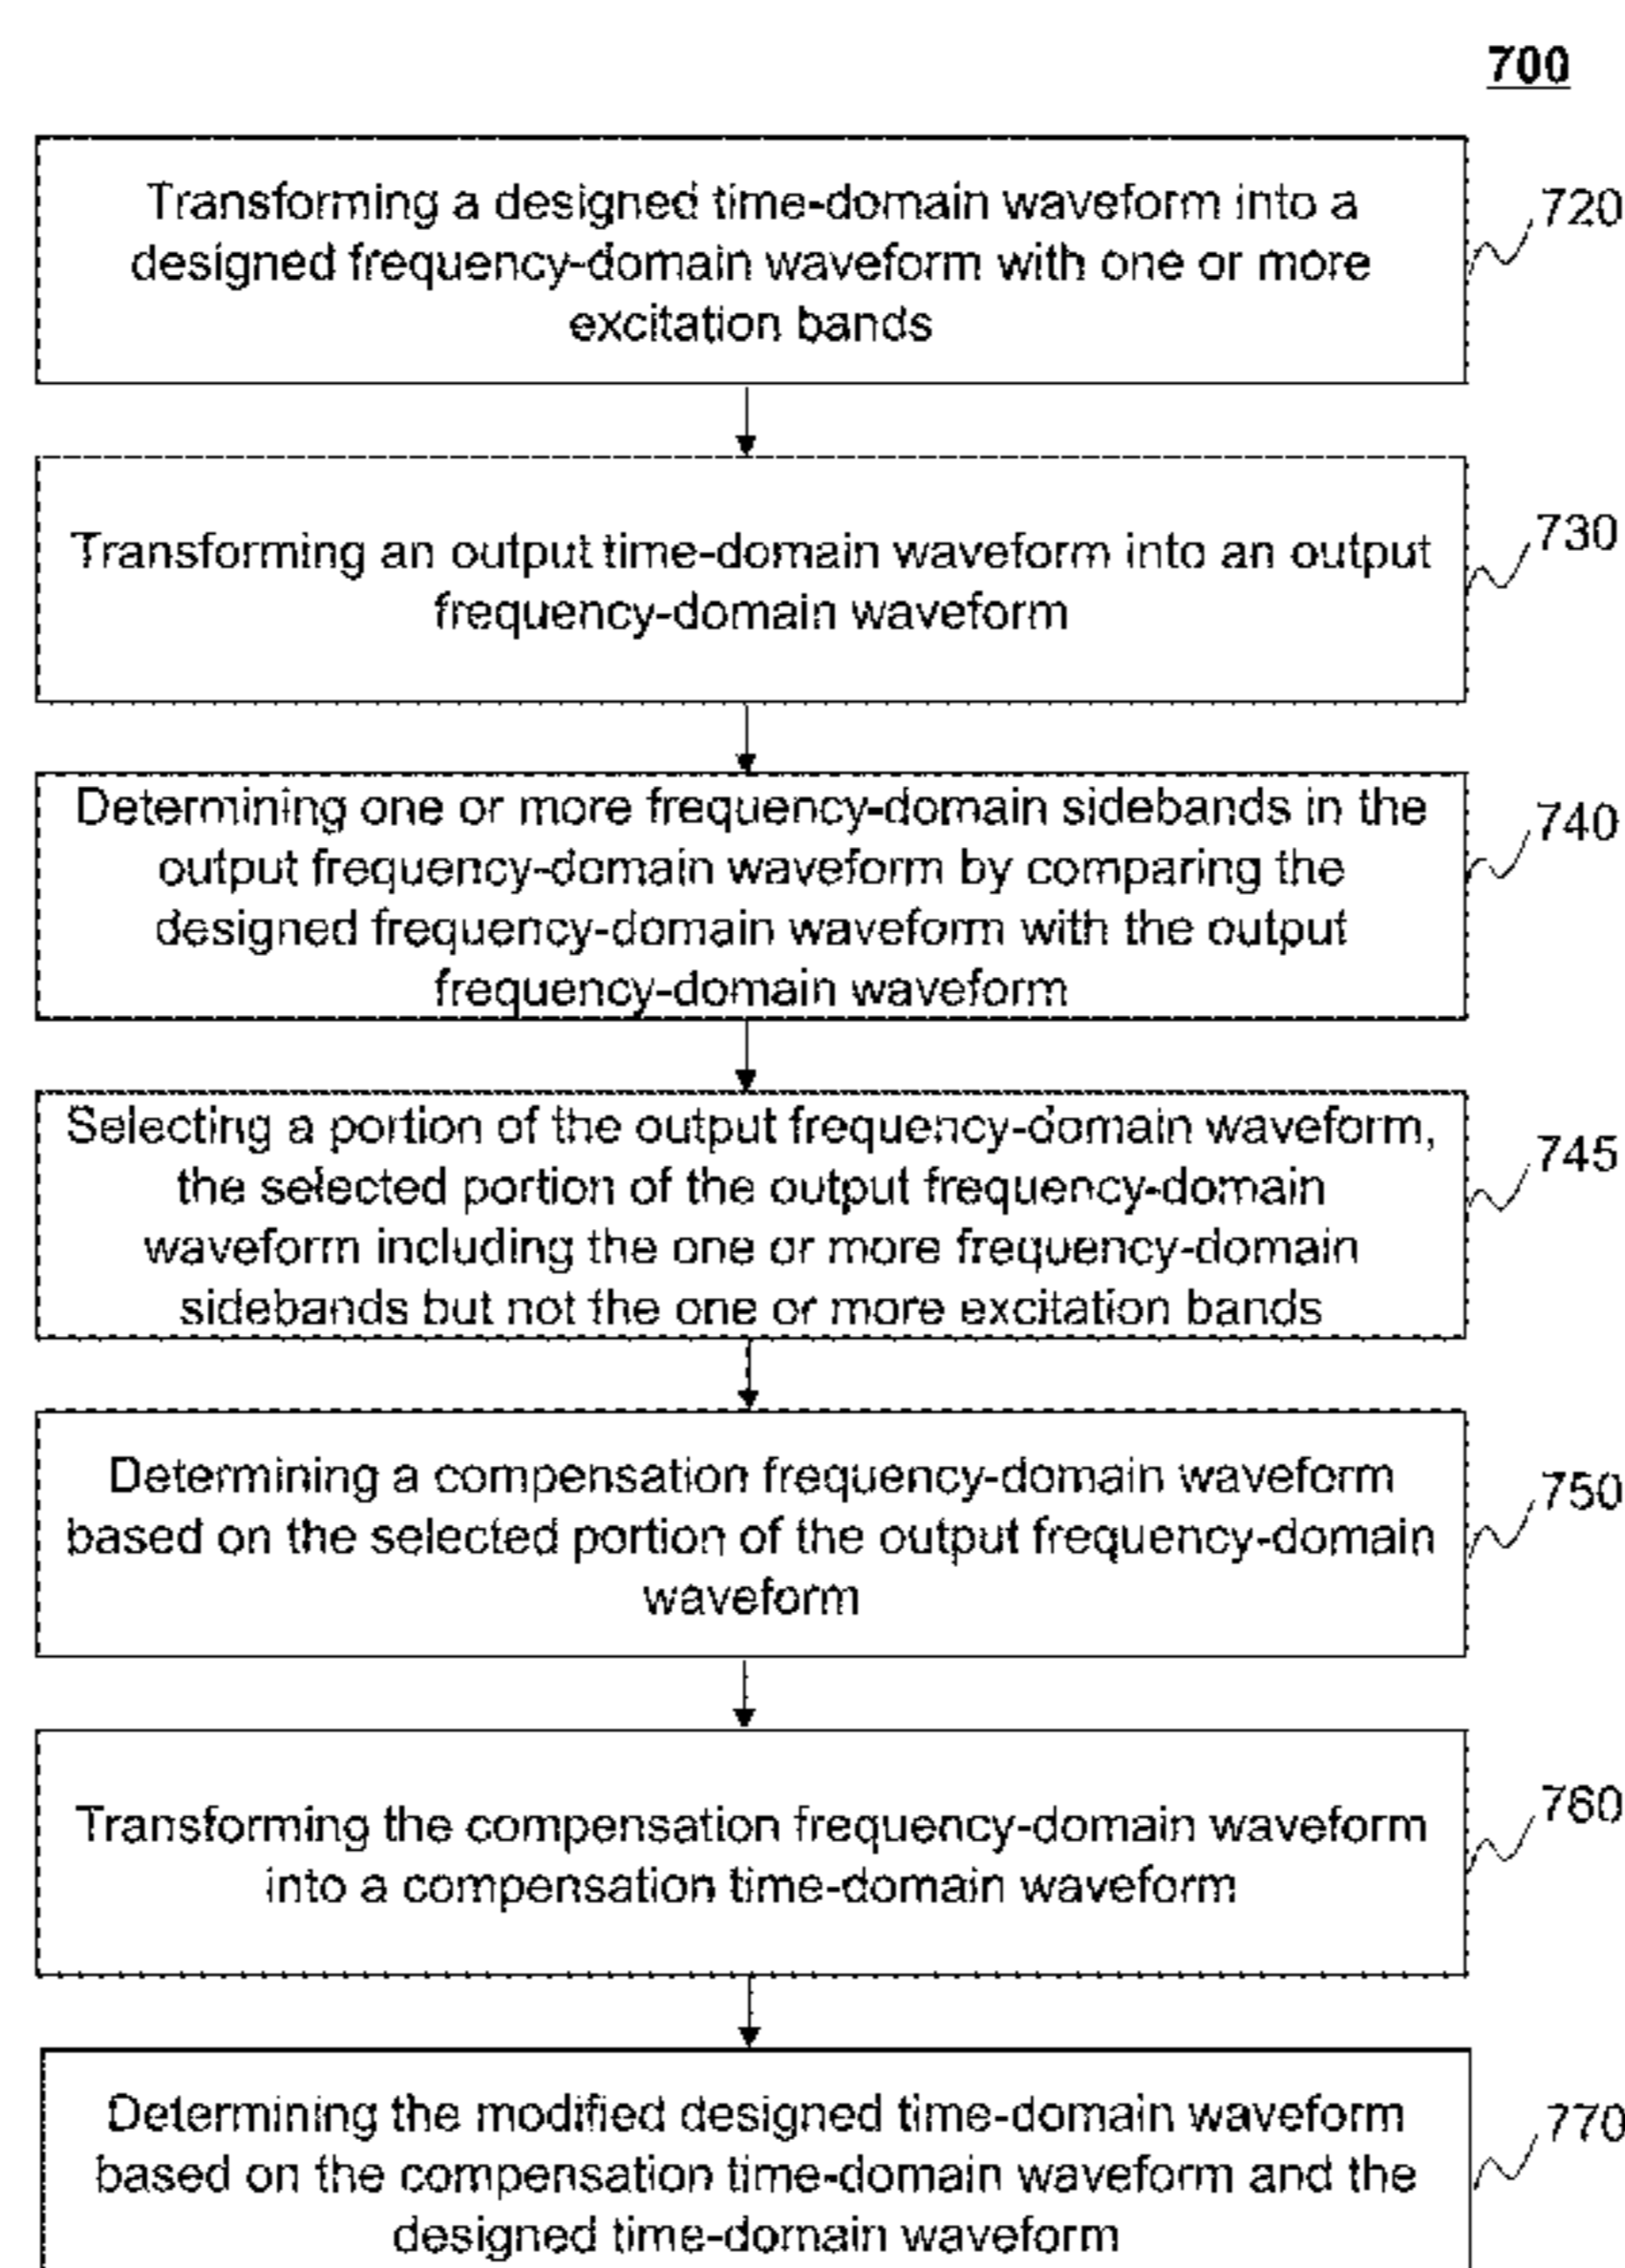 700
Transforming a designed time-domain waveform into a
designed frequency-domain waveform with one or more
excitation bands
720
Transforming an output time-domain waveform into an output
frequency-domain waveform
730
Determining one or more frequency-domain sidebands in the
output frequency-domain waveform by comparing the
designed frequency-domain waveform with the output
frequency-domain waveform
740
Selecting a portion of the output frequency-domain waveform,
the selected portion of the output frequency-domain
waveform including the one or more frequency-domain
sidebands but not the one or more excitation bands
745
Determining a compensation frequency-domain waveform
based on the selected portion of the output frequency-domain
waveform
750
Transforming the compensation frequency-domain waveform
into a compensation time-domain waveform
760
Determining the modified designed time-domain waveform
based on the compensation time-domain waveform and the
designed time-domain waveform
770